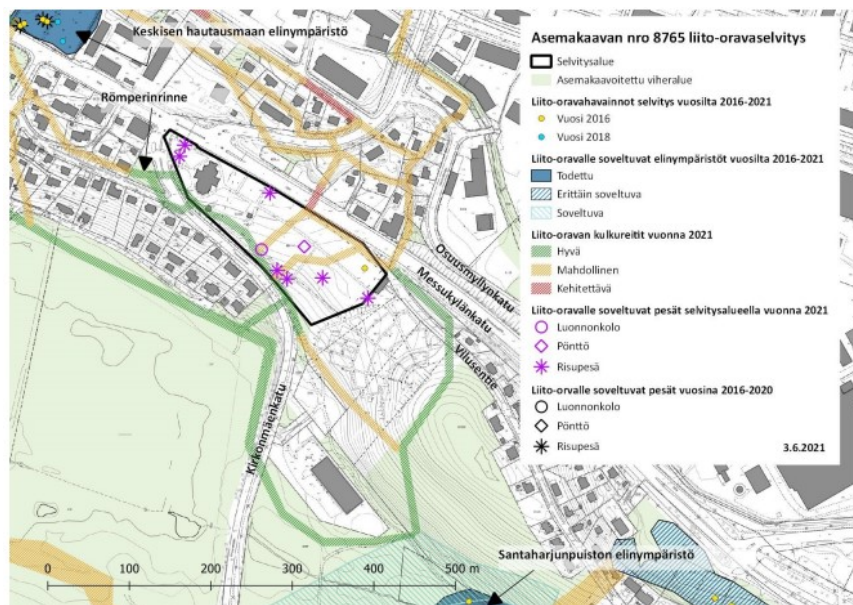 Keskisen hautausmaan elinympäristö
Römperinrinne
Osuusmyllynkatu
Messukylänkatu
Vilusentie
Kirkonmäenkatu
Santaharjunpuiston elinympäristö
0 100 200 300 400 500 m
Asemakaavan nro 8765 liito-oravaselvitys
Selvitysalue
Asemakaavoitettu viheralue
Liito-oravahavainnot selvitys vuosilta 2016-2021
Vuosi 2016
Vuosi 2018
Liito-oravalle soveltuvat elinympäristöt vuosilta 2016-2021
Todettu
Erittäin soveltuva
Soveltuva
Liito-oravan kulkureitit vuonna 2021
Hyvä
Mahdollinen
Kehitettävä
Liito-oravalle soveltuvat pesät selvitysalueella vuonna 2021
Luonnonkolo
Pönttö
Risupesä
Liito-orvalle soveltuvat pesät vuosina 2016-2020
Luonnonkolo
Pönttö
Risupesä
3.6.2021